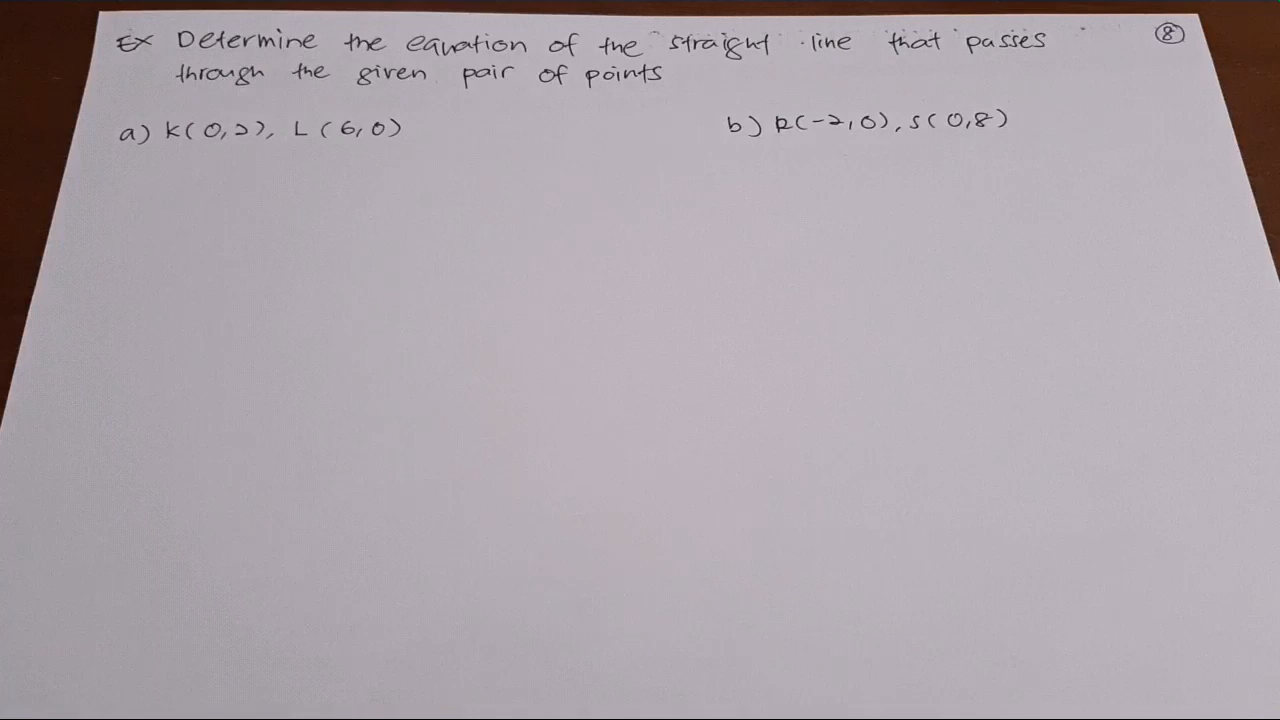 Ex Determine the equation of the straight line that passes ⑧
through the given pair of points
a) K(0,2), L(6,0)
b) R(-2,0), S(0,8)